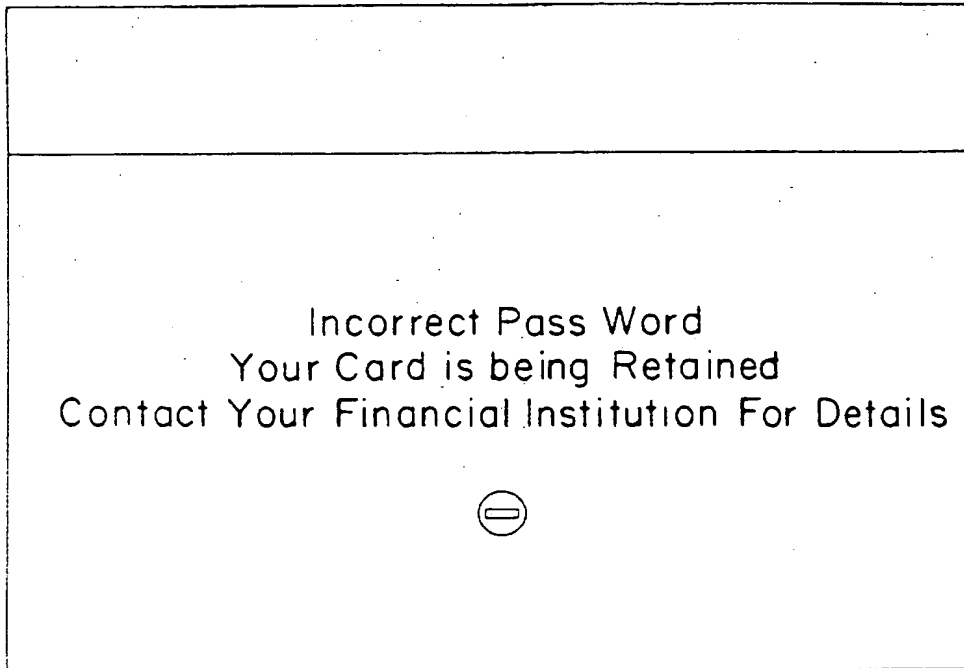 Incorrect Pass Word
Your Card is being Retained
Contact Your Financial Institution For Details